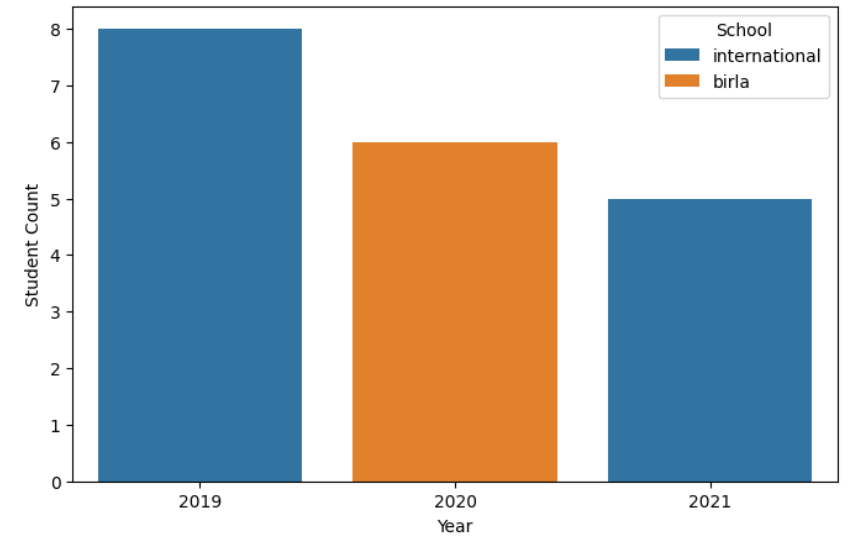 8
7
6
5
4
3
2
1
0
Student Count
School
international
birla
2019 2020 2021
Year